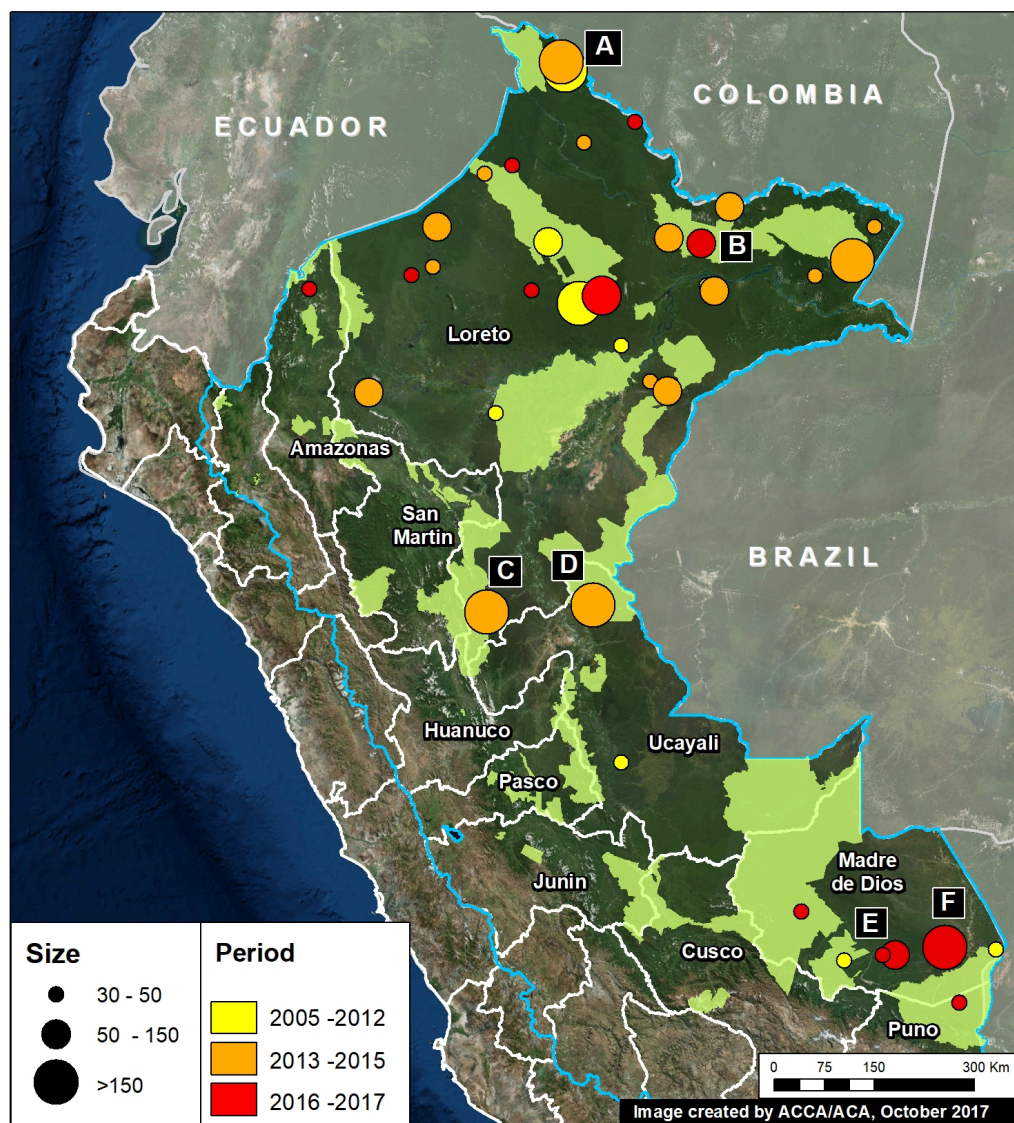 A
COLOMBIA
ECUADOR
B
Loreto
Amazonas
San
Martin
C
D
BRAZIL
Huanuco
Ucayali
Pasco
Junin
Madre
de Dios
E
F
Cusco
Puno
Size
30 - 50
50 - 150
>150
Period
2005 -2012
2013 -2015
2016 -2017
0 75 150 300 Km
Image created by ACCA/ACA, October 2017